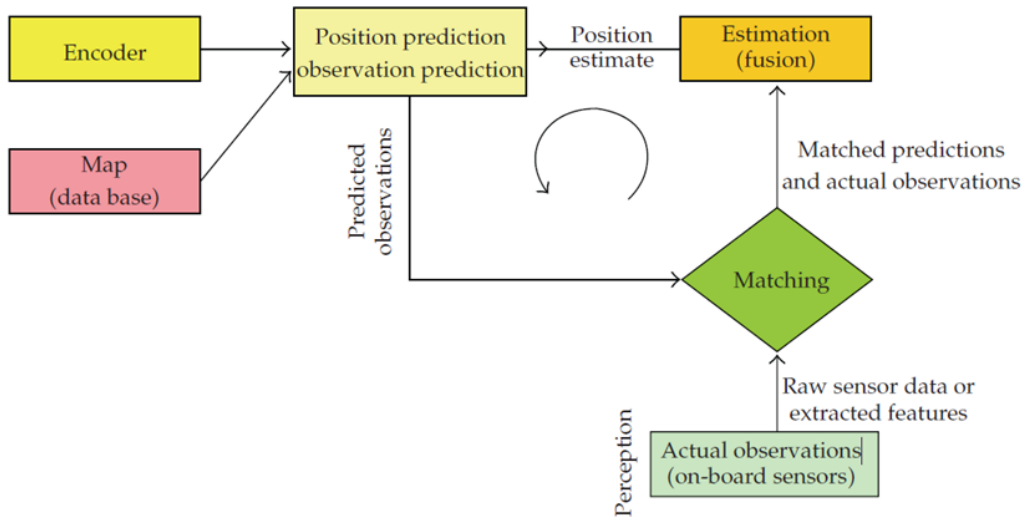 Encoder
Position prediction
observation prediction
Position
estimate
Estimation
(fusion)
Map
(data base)
Predicted
observations
Matched predictions
and actual observations
Matching
Raw sensor data or
extracted features
Perception
Actual observations
(on-board sensors)